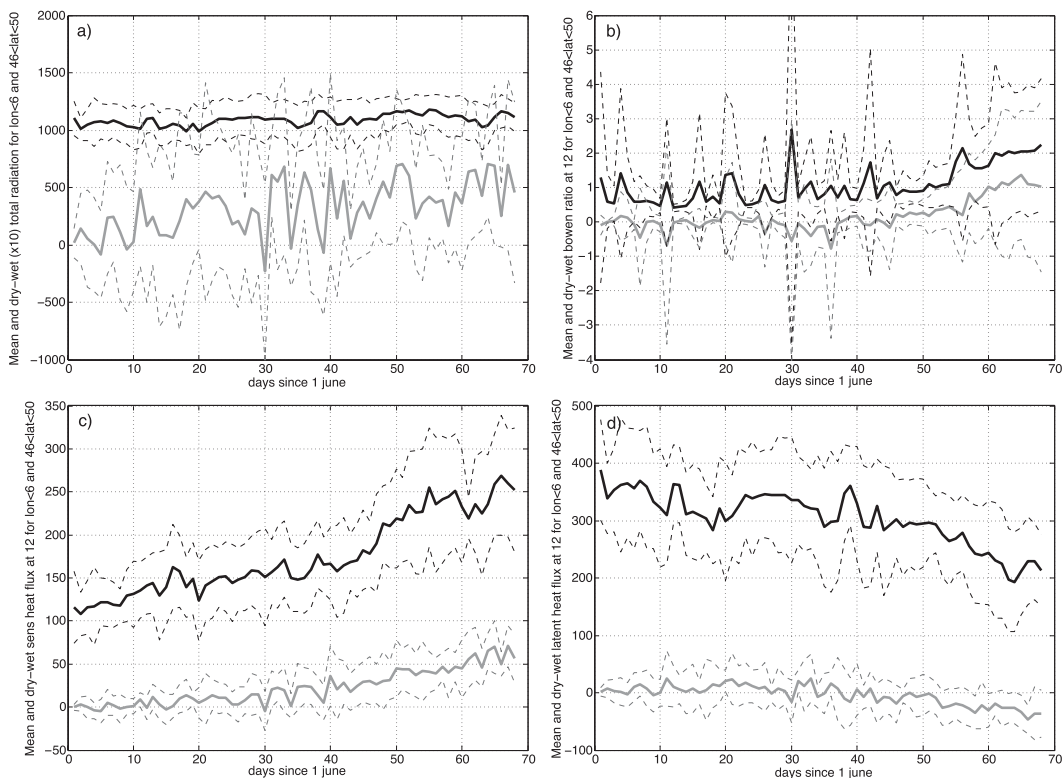 a)
Mean and dry-wet (x10) total radiation for lon<6 and 46<lat<50
2000
1500
1000
500
0
-500
-1000
0 10 20 30 40 50 60 70
days since 1 june
b)
Mean and dry-wet bowen ratio at 12 for lon<6 and 46<lat<50
6
5
4
3
2
1
0
-1
-2
-3
-4
0 10 20 30 40 50 60 70
days since 1 june
c)
Mean and dry-wet sens heat flux at 12 for lon<6 and 46<lat<50
350
300
250
200
150
100
50
0
-50
0 10 20 30 40 50 60 70
days since 1 june
d)
Mean and dry-wet latent heat flux at 12 for lon<6 and 46<lat<50
500
400
300
200
100
0
-100
0 10 20 30 40 50 60 70
days since 1 june